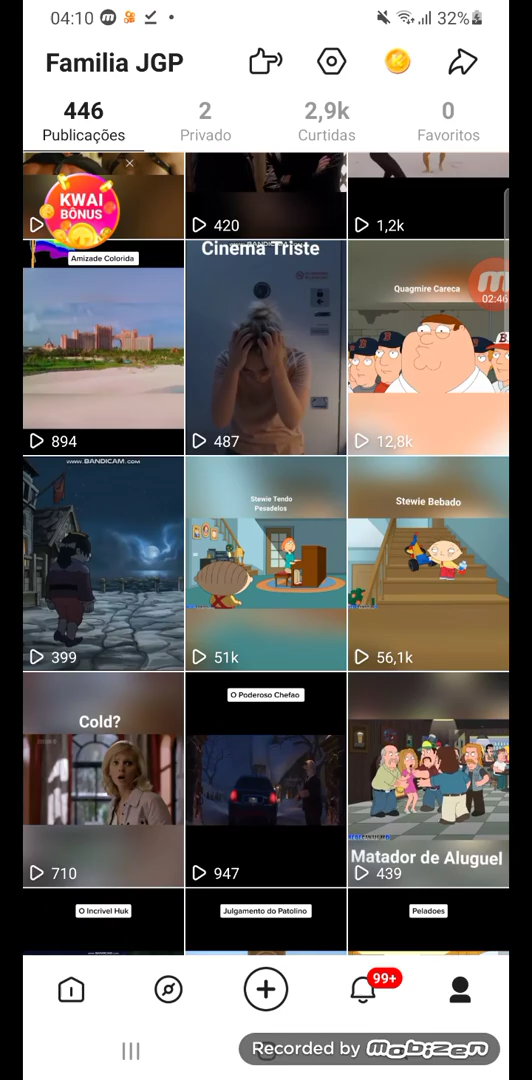 04:10
32%
Familia JGP
446
2
2,9k
0
Publicações
Privado
Curtidas
Favoritos
KWAI
BÔNUS
420
1,2k
Amizade Colorida
894
Cinema Triste
487
Quagmire Careca
02:46
12,8k
www.BANDICAM.com
399
Stewie Tendo
Pesadelos
51k
Stewie Bebado
56,1k
Cold?
710
O Poderoso Chefao
947
Matador de Aluguel
439
O Incrivel Huk
Julgamento do Patolino
Peladoes
99+
Recorded by mobizen